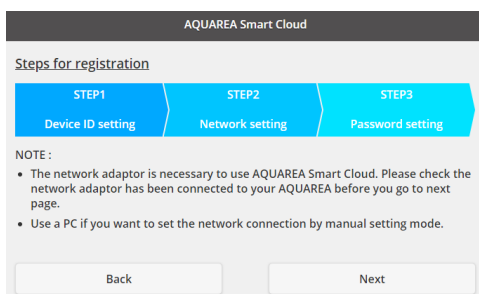 AQUAREA Smart Cloud
Steps for registration
STEP1 STEP2 STEP3
Device ID setting Network setting Password setting
NOTE :
• The network adaptor is necessary to use AQUAREA Smart Cloud. Please check the
network adaptor has been connected to your AQUAREA before you go to next
page.
• Use a PC if you want to set the network connection by manual setting mode.
Back Next